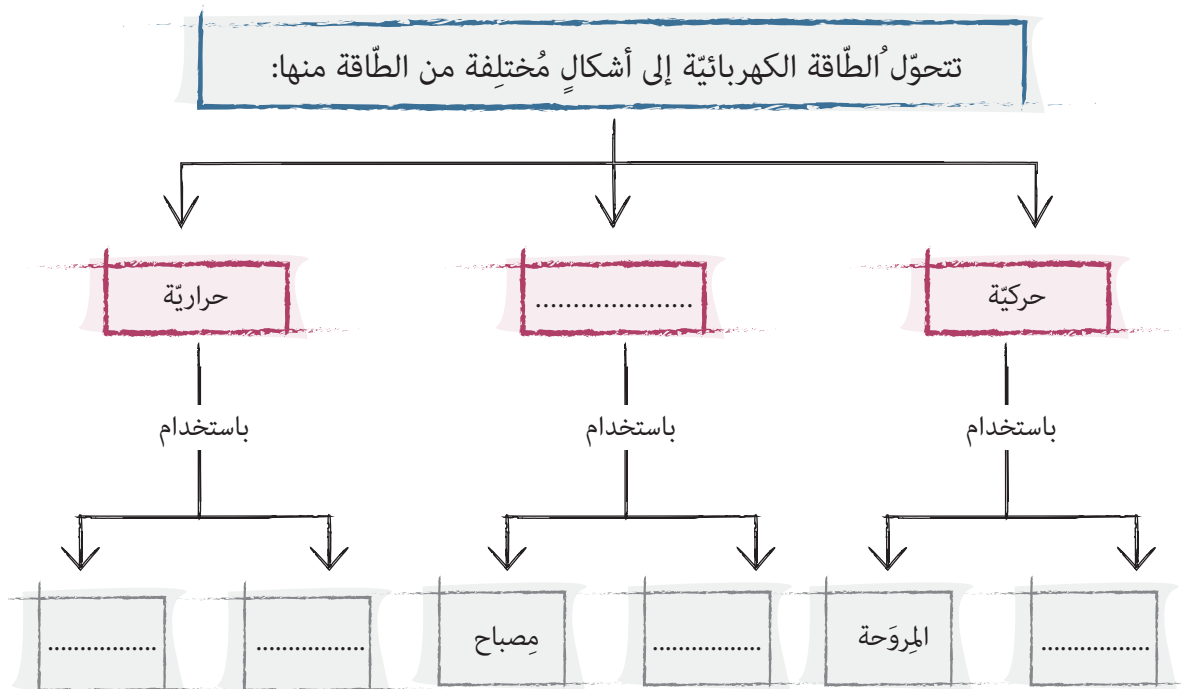 تتحوّل ُالطّاقة الكهربائيّة إلى أشكالٍ مُختلِفة من الطّاقة منها:
حركيّة
.....................
حراريّة
باستخدام
باستخدام
باستخدام
.................
المِروَحة
.................
مِصباح
.................
.................